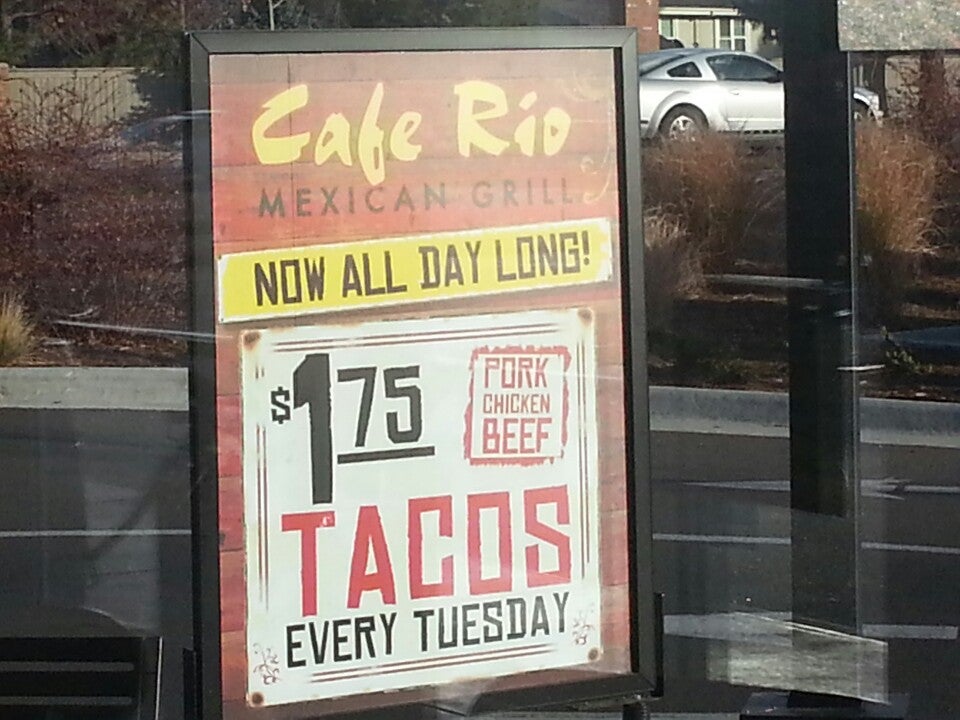 Cafe Rio
MEXICAN GRILL
NOW ALL DAY LONG!
$1 75
PORK
CHICKEN
BEEF
TACOS
EVERY TUESDAY